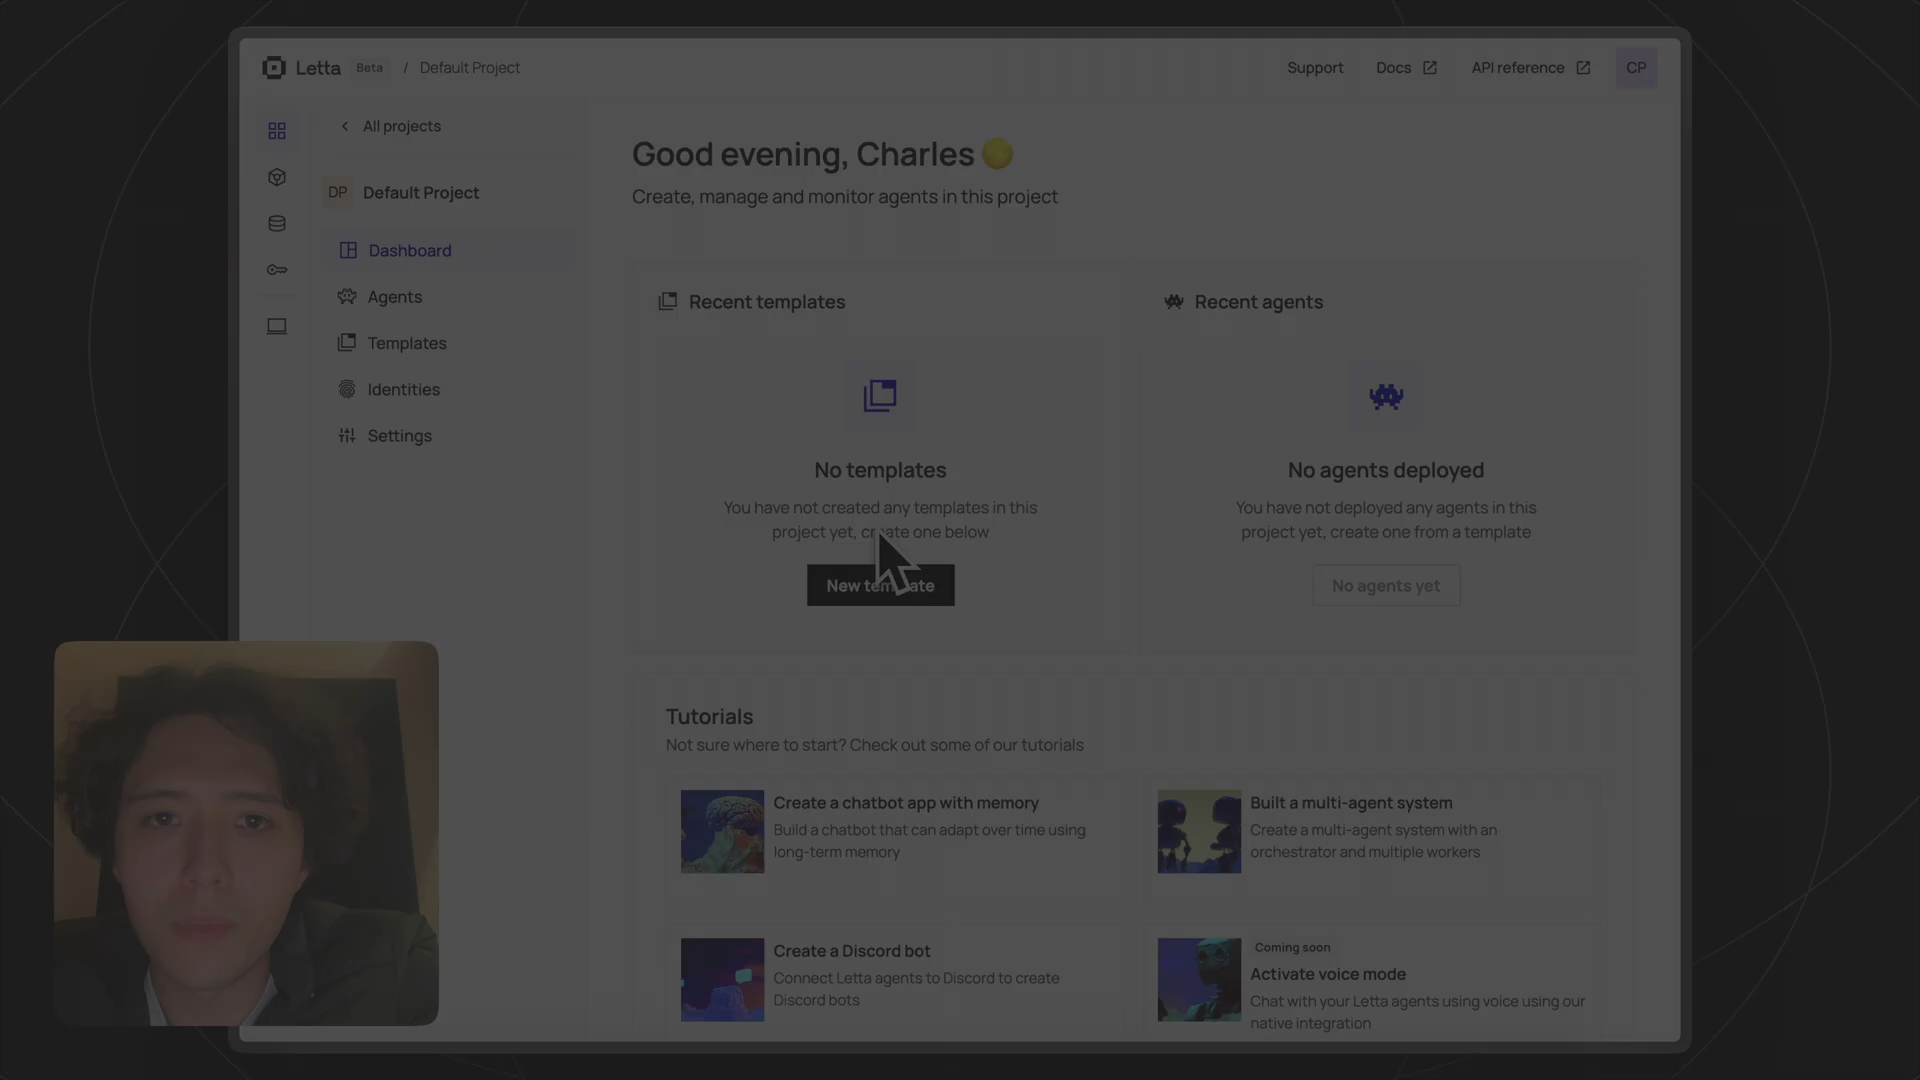 Letta Beta / Default Project
Support Docs API reference CP
All projects
DP Default Project
Dashboard
Agents
Templates
Identities
Settings
Good evening, Charles
Create, manage and monitor agents in this project
Recent templates
No templates
You have not created any templates in this
project yet, create one below
New template
Recent agents
No agents deployed
You have not deployed any agents in this
project yet, create one from a template
No agents yet
Tutorials
Not sure where to start? Check out some of our tutorials
Create a chatbot app with memory
Build a chatbot that can adapt over time using
long-term memory
Built a multi-agent system
Create a multi-agent system with an
orchestrator and multiple workers
Create a Discord bot
Connect Letta agents to Discord to create
Discord bots
Coming soon
Activate voice mode
Chat with your Letta agents using voice using our
native integration